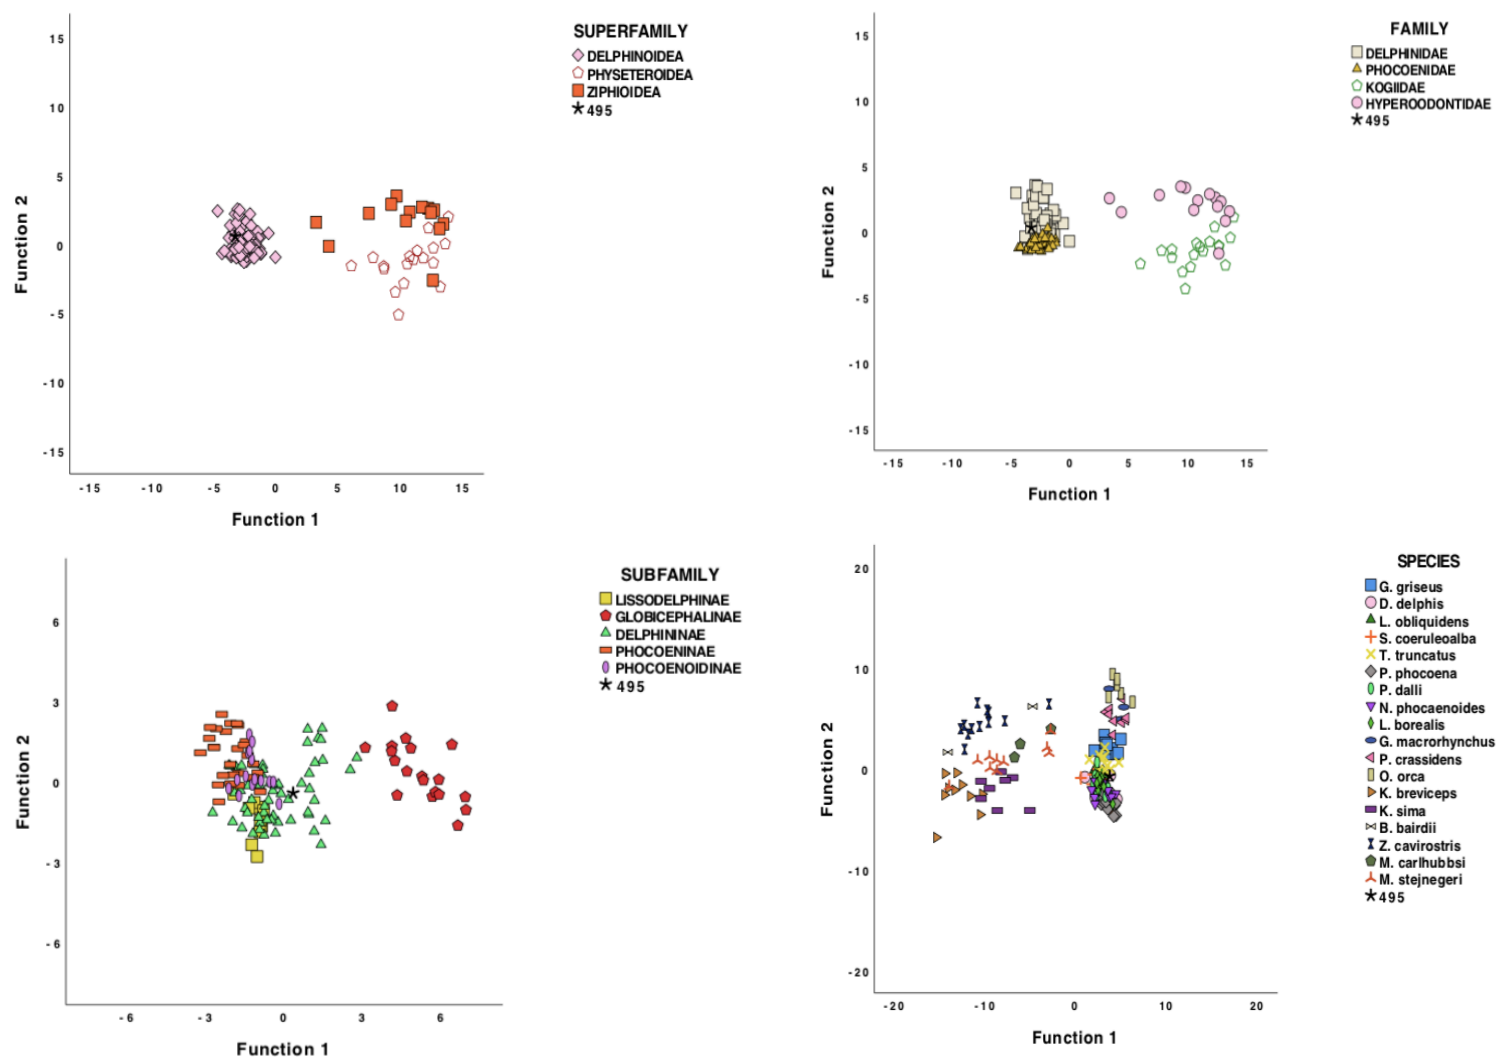 SUPERFAMILY
DELPHINOIDEA
PHYSETEROIDEA
ZIPHIOIDEA
495
15
10
5
0
-5
-10
-15
Function 2
-15 -10 -5 0 5 10 15
Function 1
FAMILY
DELPHINIDAE
PHOCOENIDAE
KOGIIDAE
HYPEROODONTIDAE
495
15
10
5
0
-5
-10
-15
Function 2
-15 -10 -5 0 5 10 15
Function 1
SUBFAMILY
LISSODELPHINAE
GLOBICEPHALINAE
DELPHININAE
PHOCOENINAE
PHOCOENOIDINAE
495
6
3
0
-3
-6
Function 2
-6 -3 0 3 6
Function 1
SPECIES
G. griseus
D. delphis
L. obliquidens
S. coeruleoalba
T. truncatus
P. phocoena
P. dalli
N. phocaenoides
L. borealis
G. macrorhynchus
P. crassidens
O. orca
K. breviceps
K. sima
B. bairdii
Z. cavirostris
M. carlhubbsi
M. stejnegeri
495
20
10
0
-10
-20
Function 2
-20 -10 0 10 20
Function 1